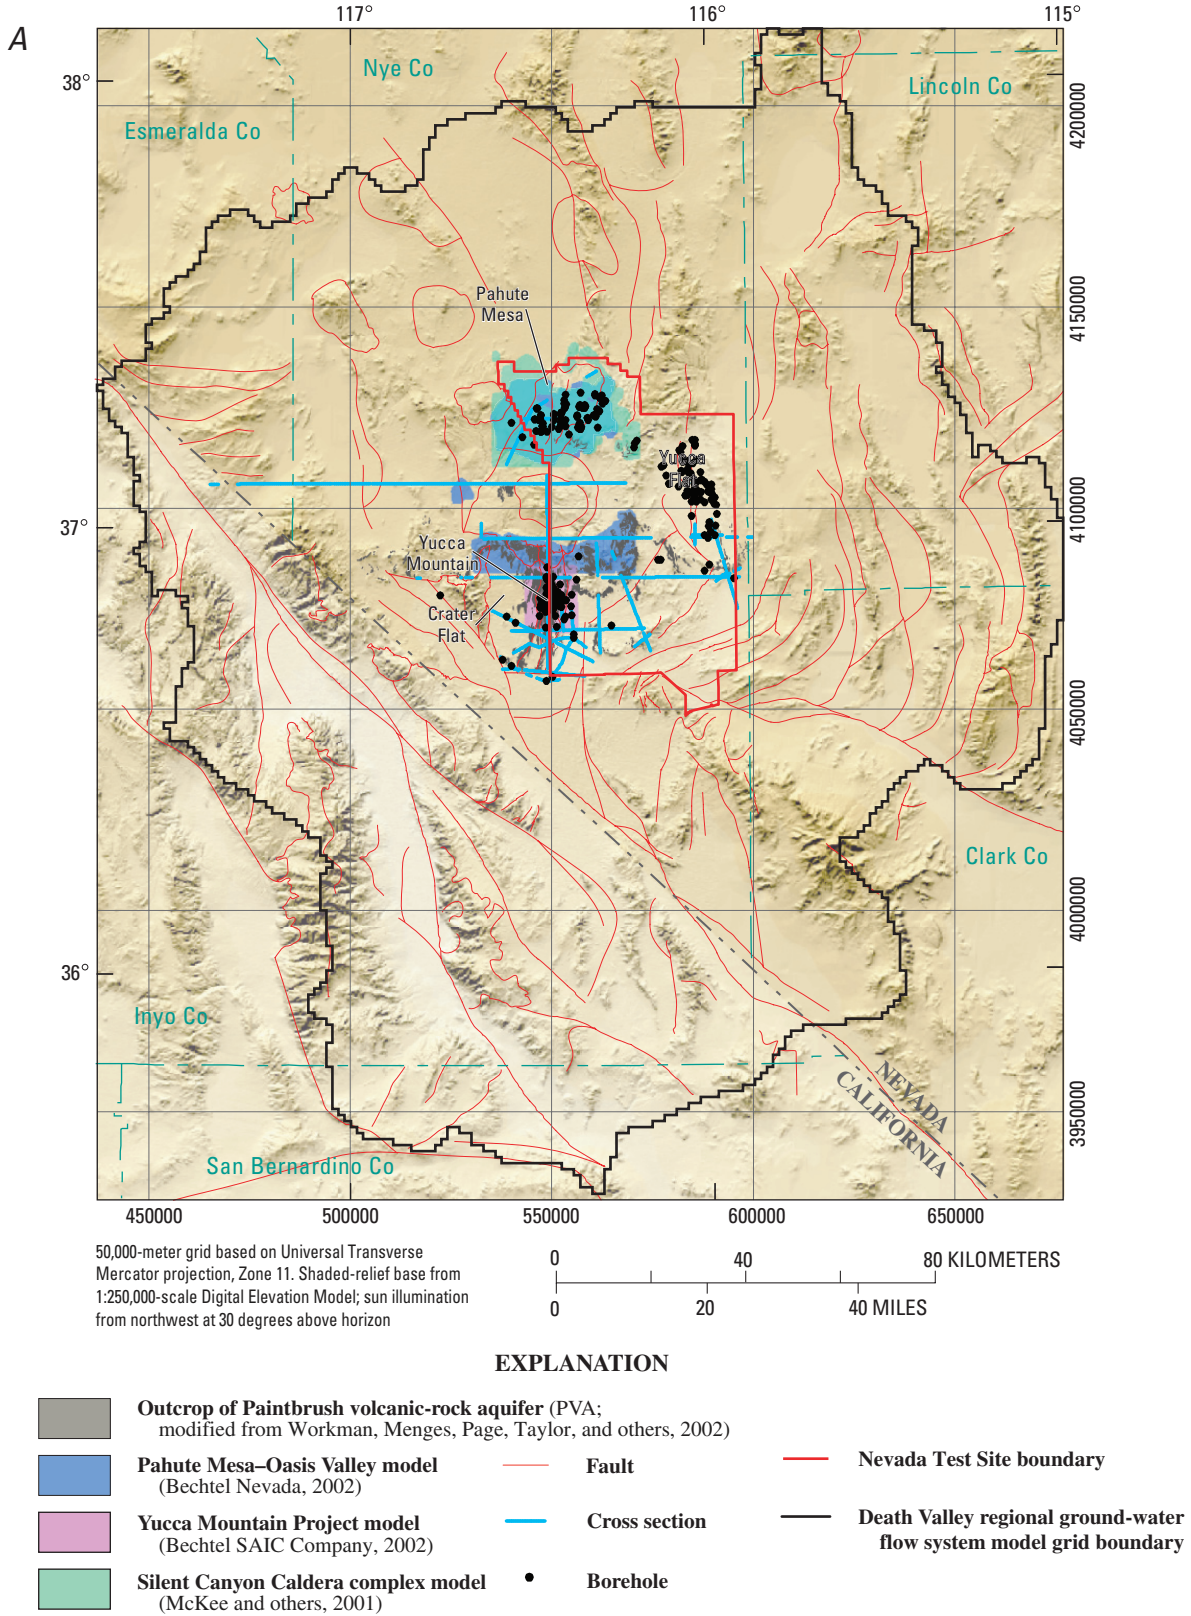 A
117°
116°
115°
38°
37°
36°
Nye Co
Lincoln Co
Esmeralda Co
4200000
4150000
4100000
4050000
4000000
3950000
Pahute
Mesa
Yucca
Flat
Yucca
Mountain
Crater
Flat
Clark Co
Inyo Co
NEVADA
CALIFORNIA
San Bernardino Co
450000
500000
550000
600000
650000
50,000-meter grid based on Universal Transverse
Mercator projection, Zone 11. Shaded-relief base from
1:250,000-scale Digital Elevation Model; sun illumination
from northwest at 30 degrees above horizon
0 40 80 KILOMETERS
0 20 40 MILES
EXPLANATION
Outcrop of Paintbrush volcanic-rock aquifer (PVA;
modified from Workman, Menges, Page, Taylor, and others, 2002)
Pahute Mesa–Oasis Valley model
(Bechtel Nevada, 2002)
Yucca Mountain Project model
(Bechtel SAIC Company, 2002)
Silent Canyon Caldera complex model
(McKee and others, 2001)
Fault
Cross section
Borehole
Nevada Test Site boundary
Death Valley regional ground-water
flow system model grid boundary